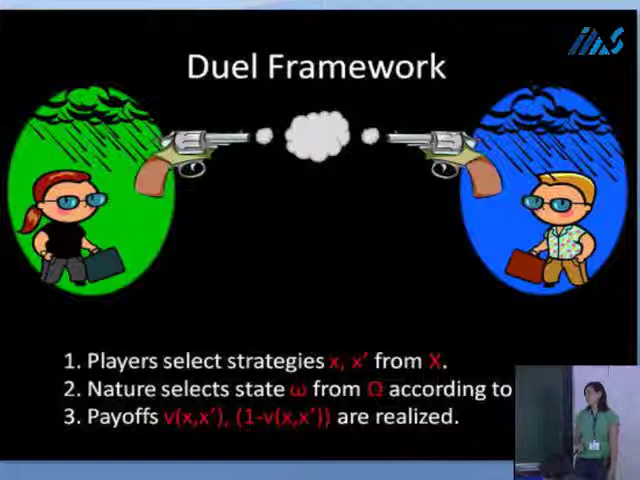 IMS
Duel Framework
1. Players select strategies x, x’ from X.
2. Nature selects state ω from Ω according to
3. Payoffs v(x,x’), (1-v(x,x’)) are realized.